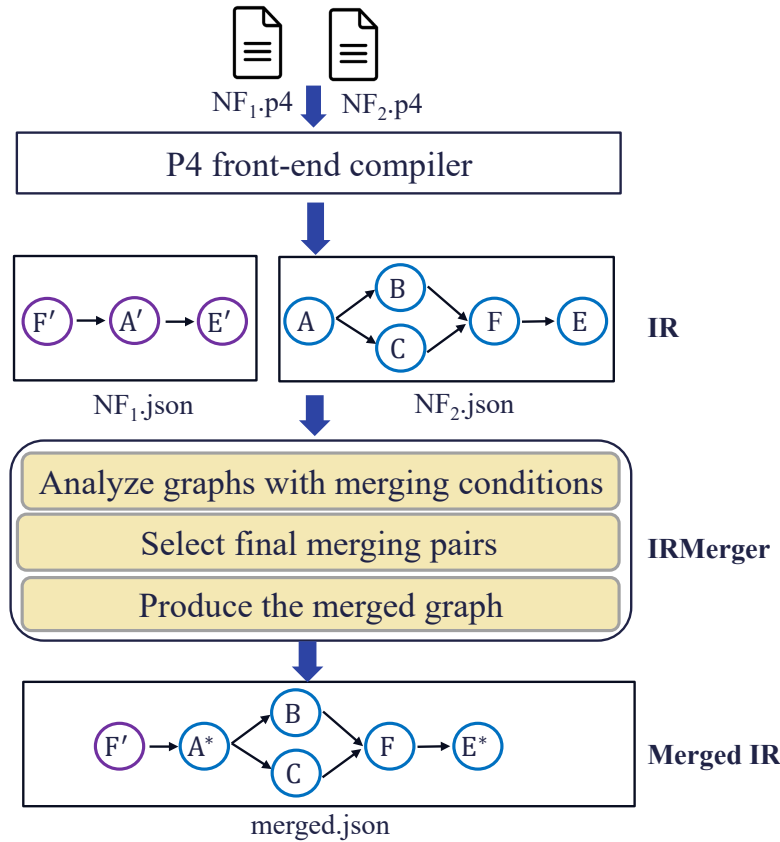 NF₁.p4
NF₂.p4
P4 front-end compiler
F′ A′ E′
A B C F E
IR
NF₁.json
NF₂.json
Analyze graphs with merging conditions
Select final merging pairs
Produce the merged graph
IRMerger
F′ A* B C F E*
Merged IR
merged.json